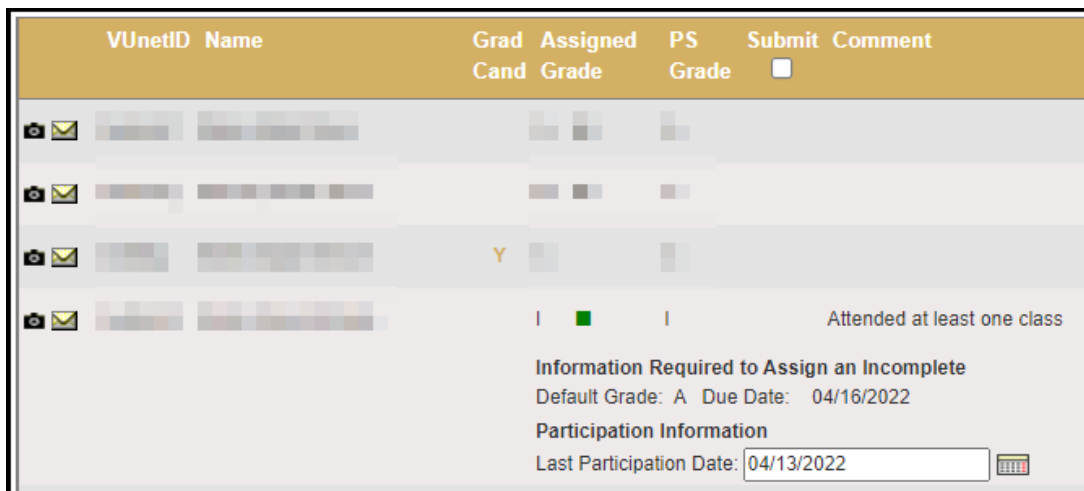 VUnetID Name Grad Assigned PS Submit Comment
Cand Grade Grade
Y
I I Attended at least one class
Information Required to Assign an Incomplete
Default Grade: A Due Date: 04/16/2022
Participation Information
Last Participation Date: 04/13/2022